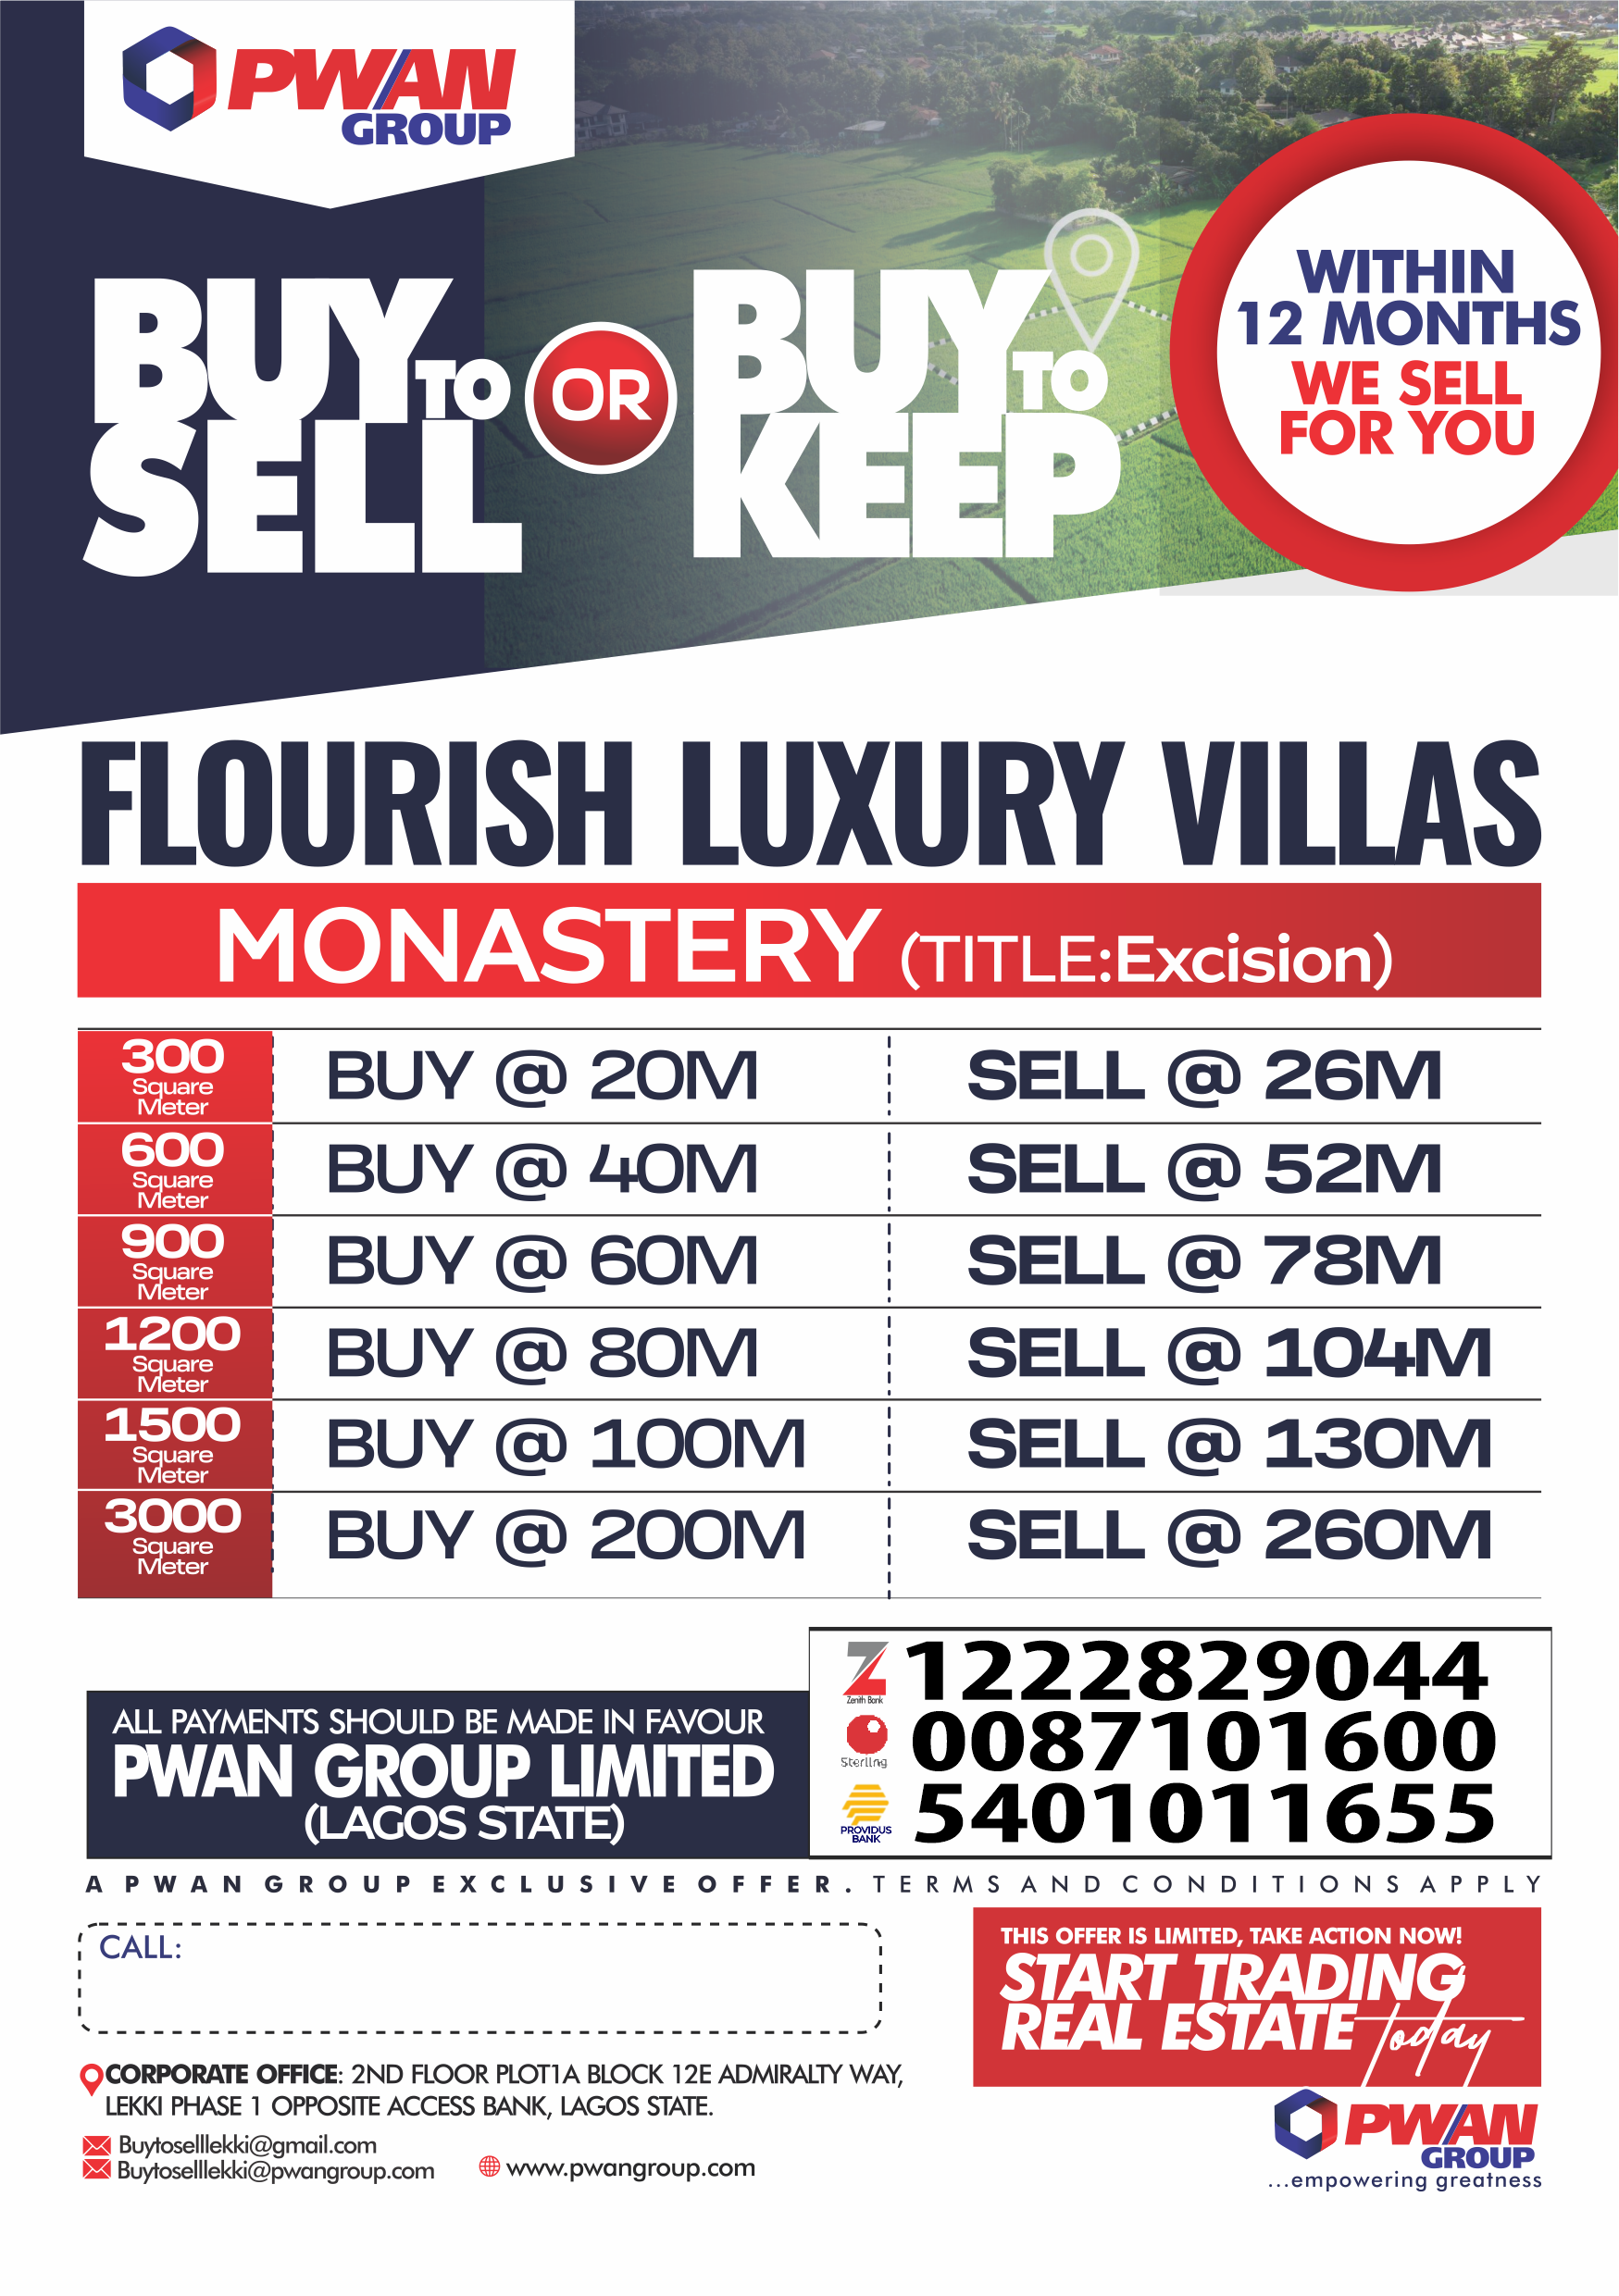 PWAN
GROUP
BUY TO
SELL
OR
BUY TO
KEEP
WITHIN
12 MONTHS
WE SELL
FOR YOU
FLOURISH LUXURY VILLAS
MONASTERY (TITLE:Excision)
300
Square
Meter
BUY @ 20M
SELL @ 26M
600
Square
Meter
BUY @ 40M
SELL @ 52M
900
Square
Meter
BUY @ 60M
SELL @ 78M
1200
Square
Meter
BUY @ 80M
SELL @ 104M
1500
Square
Meter
BUY @ 100M
SELL @ 130M
3000
Square
Meter
BUY @ 200M
SELL @ 260M
ALL PAYMENTS SHOULD BE MADE IN FAVOUR
PWAN GROUP LIMITED
(LAGOS STATE)
Zenith Bank
1222829044
Sterling
0087101600
PROVIDUS
BANK
5401011655
A PWAN GROUP EXCLUSIVE OFFER. TERMS AND CONDITIONS APPLY
CALL:
THIS OFFER IS LIMITED, TAKE ACTION NOW!
START TRADING
REAL ESTATE today
CORPORATE OFFICE: 2ND FLOOR PLOT1A BLOCK 12E ADMIRALTY WAY,
LEKKI PHASE 1 OPPOSITE ACCESS BANK, LAGOS STATE.
Buytoselllekki@gmail.com
Buytoselllekki@pwangroup.com
www.pwangroup.com
PWAN
GROUP
...empowering greatness